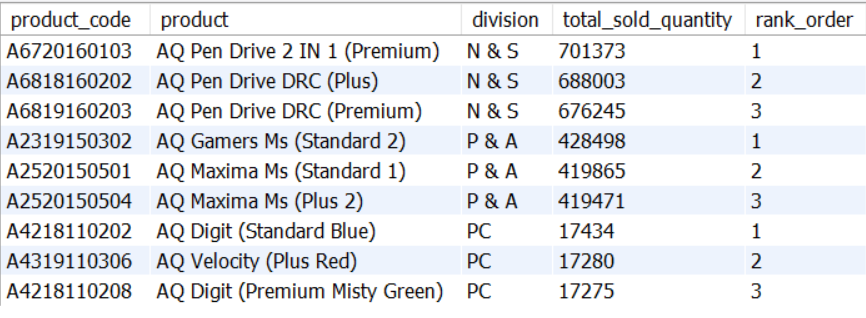 product_code product division total_sold_quantity rank_order
A6720160103 AQ Pen Drive 2 IN 1 (Premium) N & S 701373 1
A6818160202 AQ Pen Drive DRC (Plus) N & S 688003 2
A6819160203 AQ Pen Drive DRC (Premium) N & S 676245 3
A2319150302 AQ Gamers Ms (Standard 2) P & A 428498 1
A2520150501 AQ Maxima Ms (Standard 1) P & A 419865 2
A2520150504 AQ Maxima Ms (Plus 2) P & A 419471 3
A4218110202 AQ Digit (Standard Blue) PC 17434 1
A4319110306 AQ Velocity (Plus Red) PC 17280 2
A4218110208 AQ Digit (Premium Misty Green) PC 17275 3